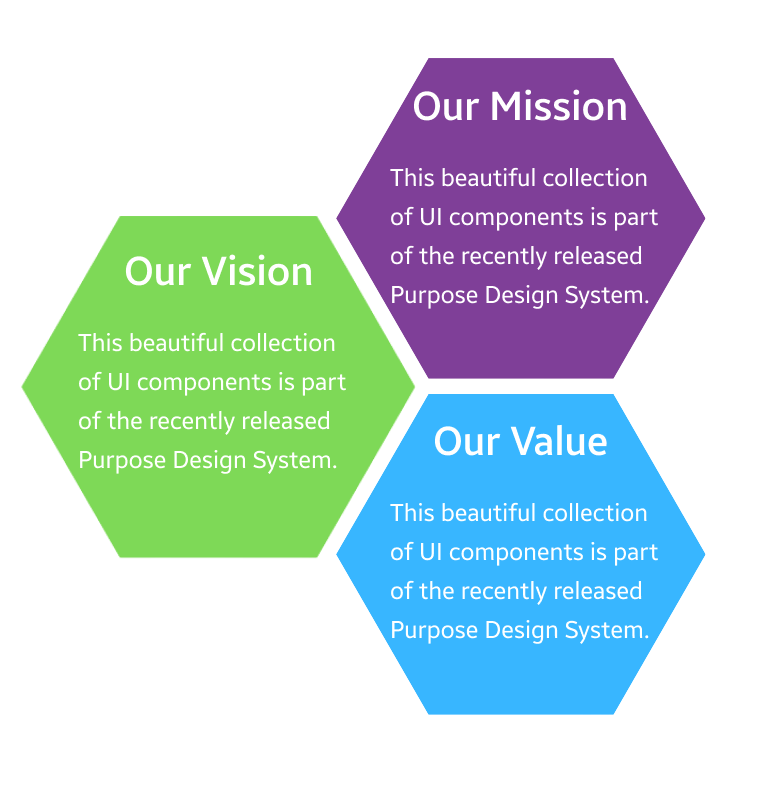 Our Mission
This beautiful collection
of UI components is part
of the recently released
Purpose Design System.
Our Vision
This beautiful collection
of UI components is part
of the recently released
Purpose Design System.
Our Value
This beautiful collection
of UI components is part
of the recently released
Purpose Design System.